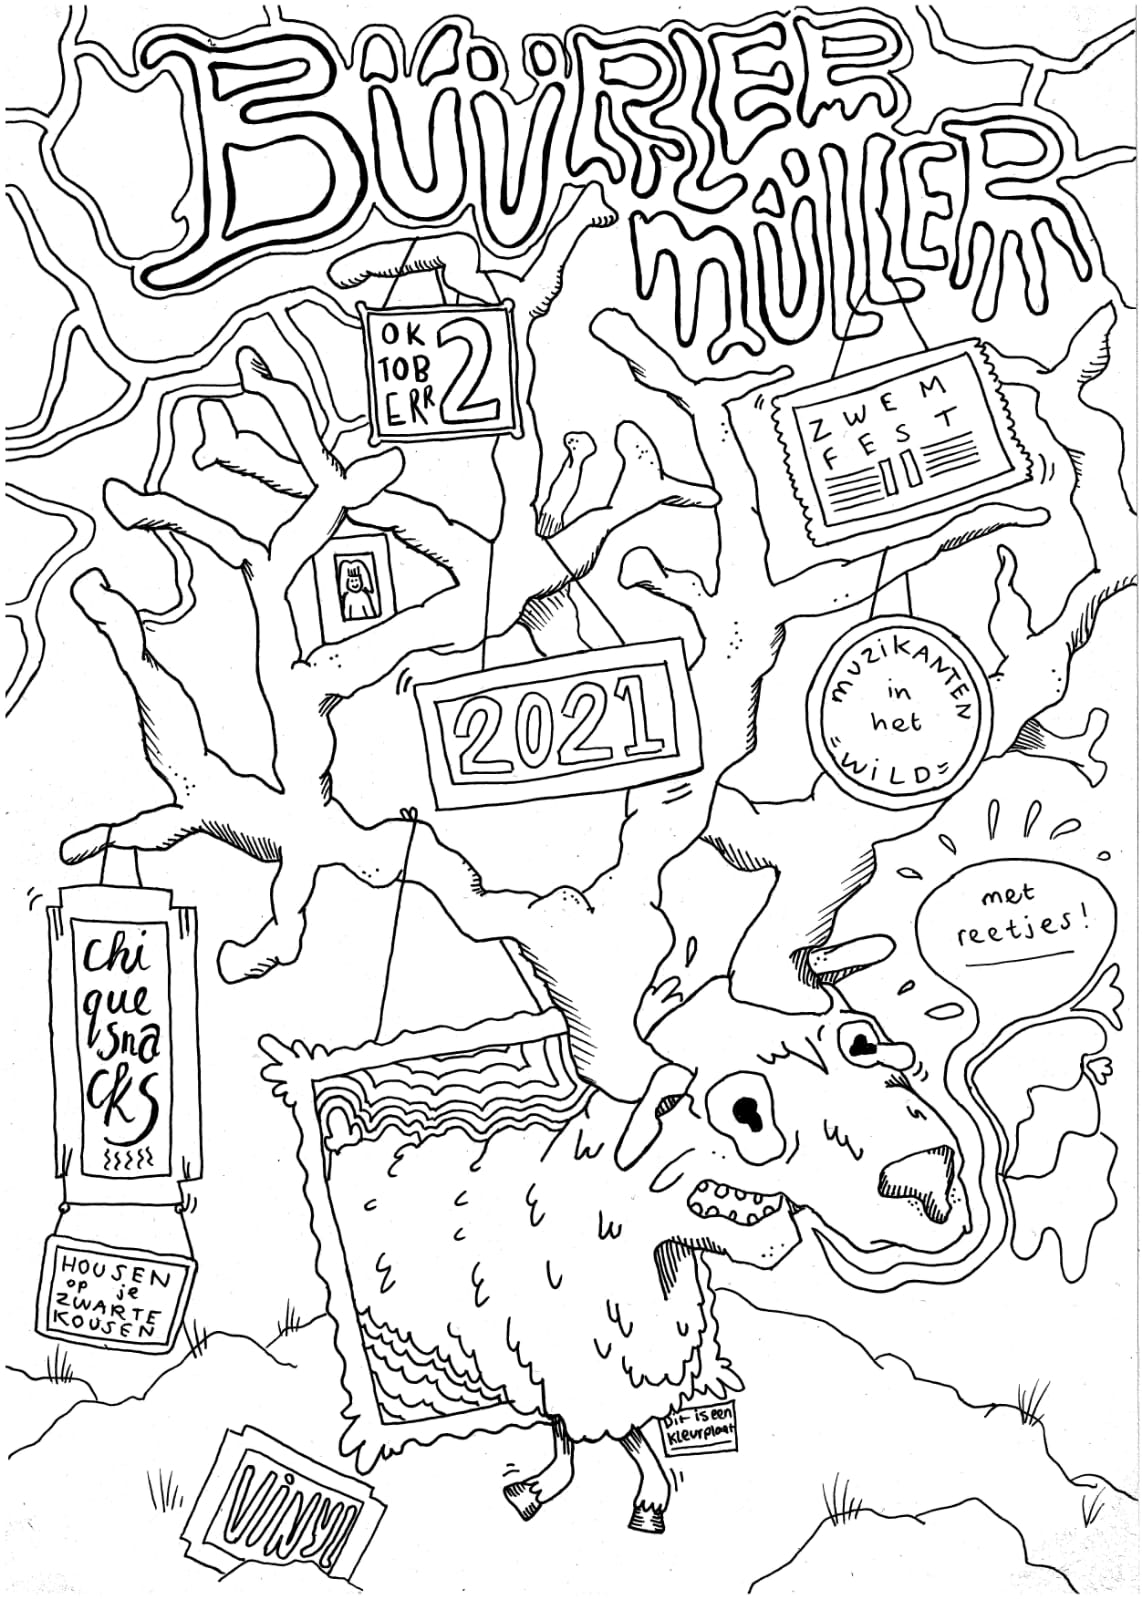 BÜÜRLER
MÜLLER
OK
TOB
ERR
2
ZWEM
FEST
2021
MUZIKANTEN
in
het
=WILD=
chi
que
sna
cks
met
reetjes!
HOUSEN
op je
ZWARTE
KOUSEN
Dit is een
kleurplaat
ViNyl